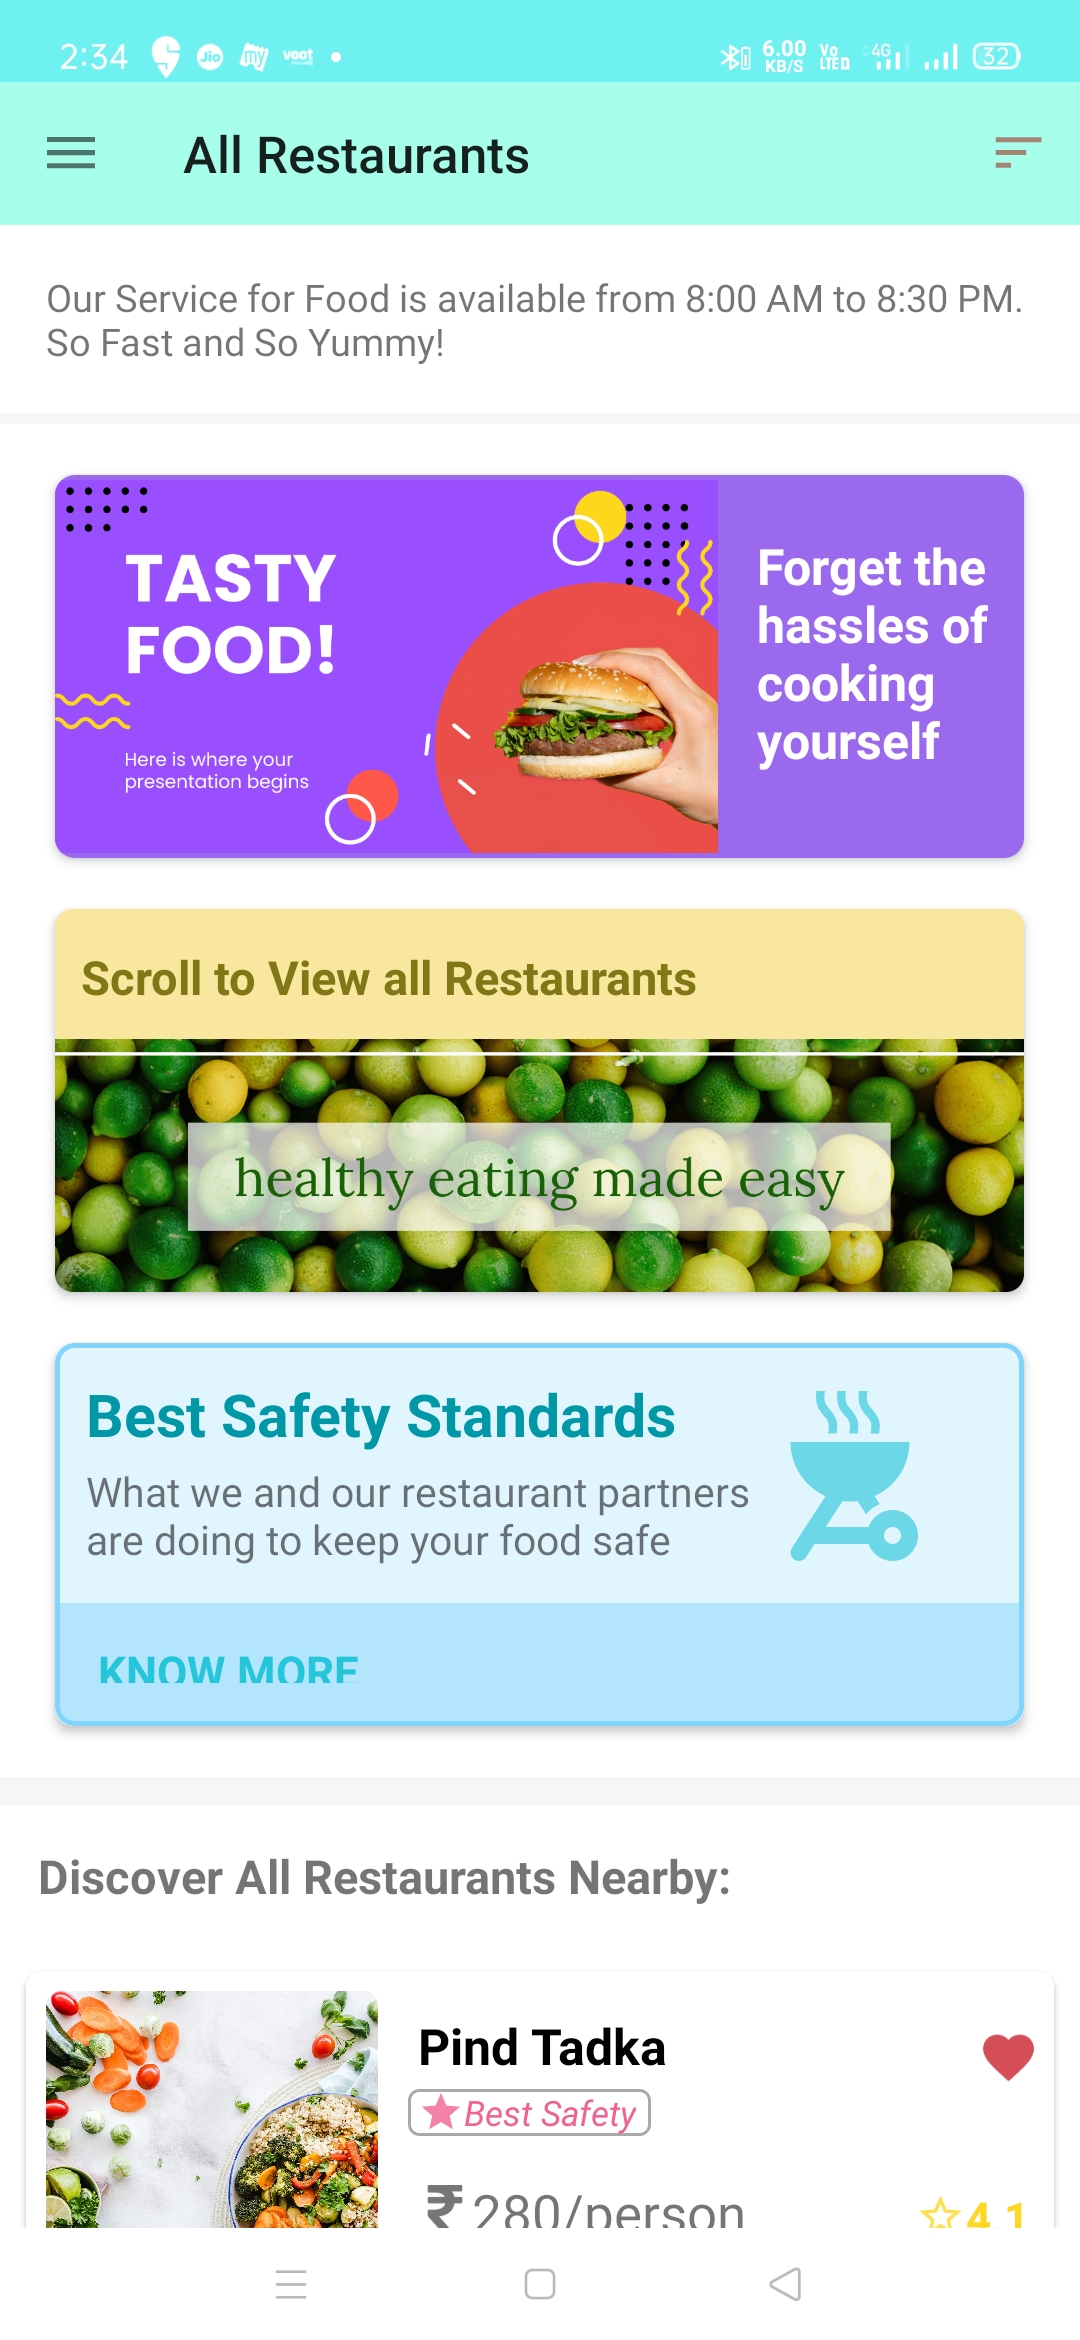 2:34 Jio my voot 6.00 KB/S Vo LTE 4G 32
All Restaurants
Our Service for Food is available from 8:00 AM to 8:30 PM.
So Fast and So Yummy!
TASTY
FOOD!
Here is where your
presentation begins
Forget the
hassles of
cooking
yourself
Scroll to View all Restaurants
healthy eating made easy
Best Safety Standards
What we and our restaurant partners
are doing to keep your food safe
KNOW MORE
Discover All Restaurants Nearby:
Pind Tadka
Best Safety
₹ 280/person
4.1